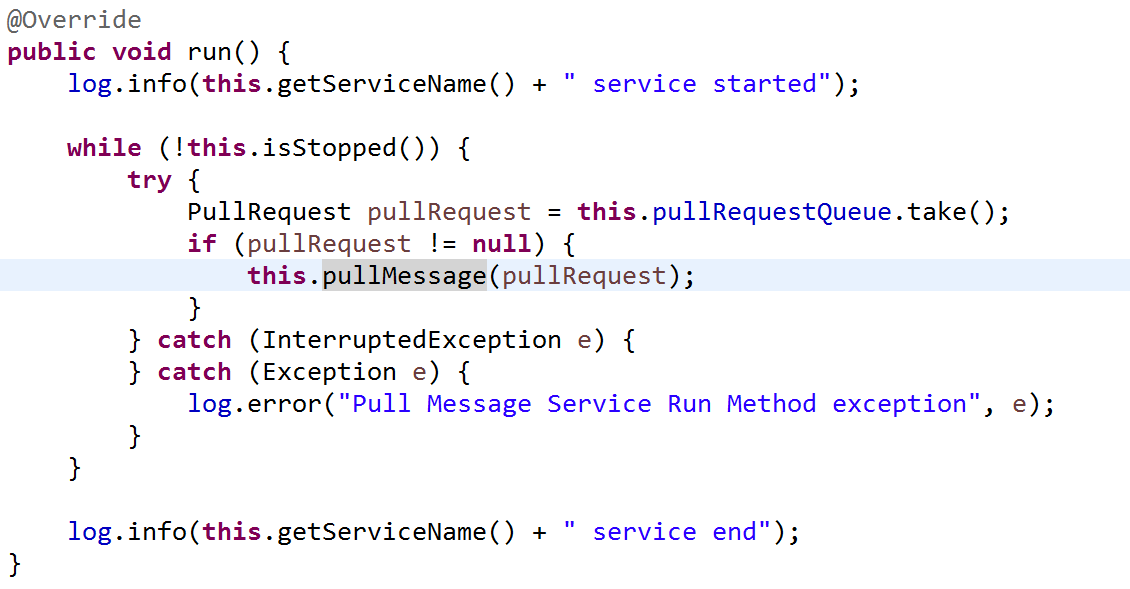 @Override
public void run() {
    log.info(this.getServiceName() + " service started");

    while (!this.isStopped()) {
        try {
            PullRequest pullRequest = this.pullRequestQueue.take();
            if (pullRequest != null) {
                this.pullMessage(pullRequest);
            }
        } catch (InterruptedException e) {
        } catch (Exception e) {
            log.error("Pull Message Service Run Method exception", e);
        }
    }

    log.info(this.getServiceName() + " service end");
}